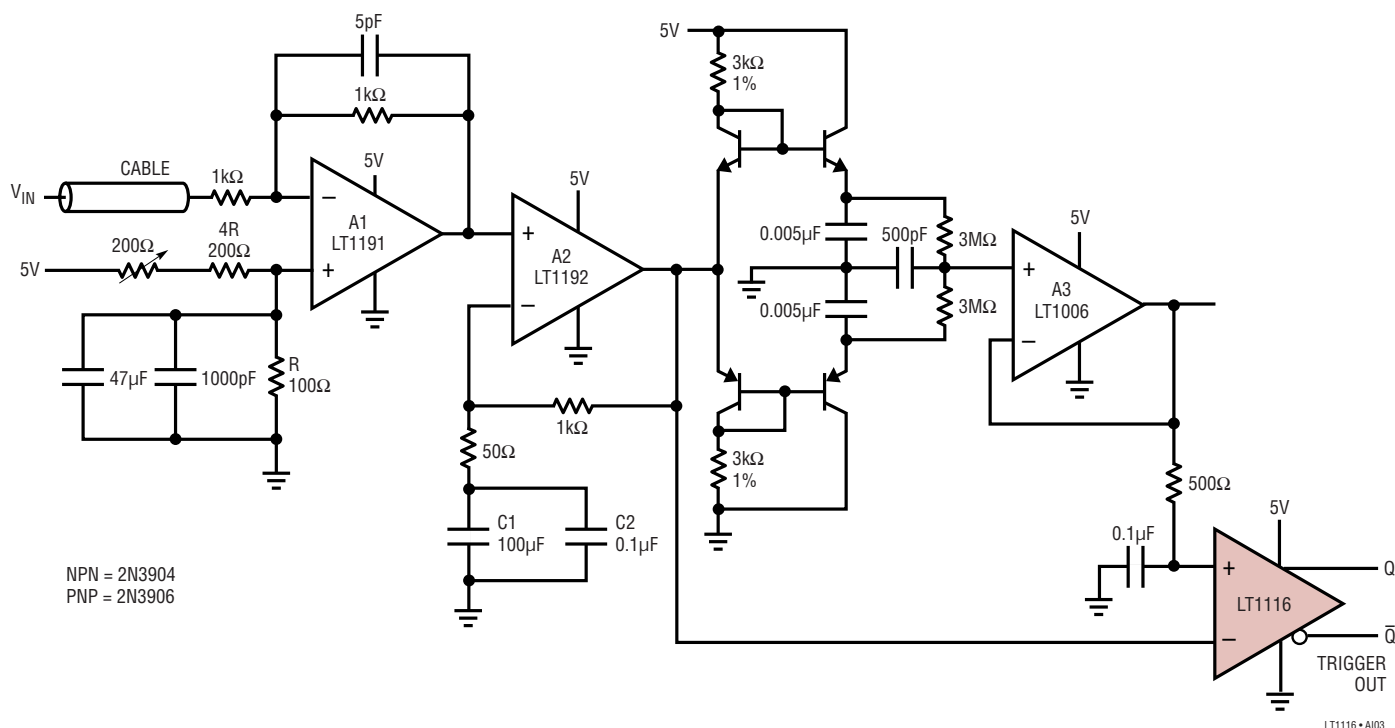 5pF
1kΩ
5V
3kΩ
1%
CABLE
1kΩ
VIN
5V
−
A1
LT1191
+
5V
200Ω
4R
200Ω
5V
+
A2
LT1192
−
0.005µF
500pF
3MΩ
0.005µF
3MΩ
5V
+
A3
LT1006
−
47µF
1000pF
R
100Ω
1kΩ
50Ω
3kΩ
1%
500Ω
C1
100µF
C2
0.1µF
0.1µF
5V
+
LT1116
−
Q
Q̅
TRIGGER
OUT
NPN = 2N3904
PNP = 2N3906
LT1116 • AI03